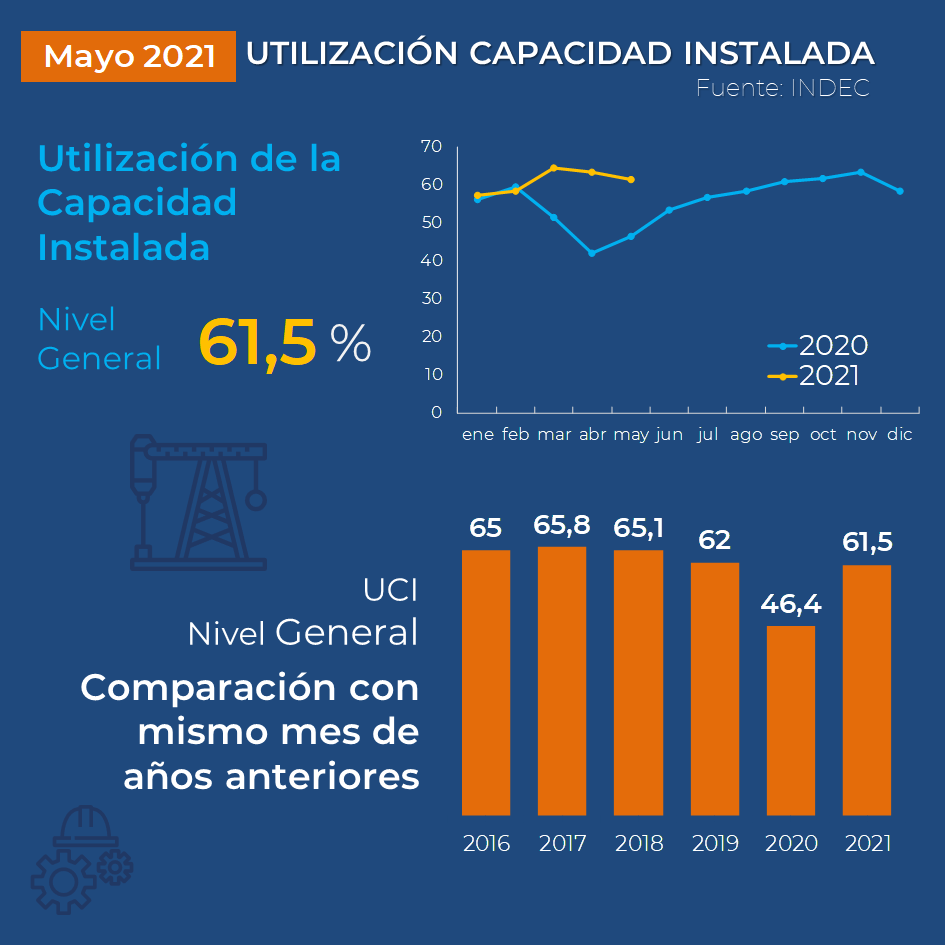 Mayo 2021
UTILIZACIÓN CAPACIDAD INSTALADA
Fuente: INDEC
Utilización de la
Capacidad
Instalada
Nivel
General
61,5 %
70
60
50
40
30
20
10
0
2020
2021
ene feb mar abr may jun jul ago sep oct nov dic
UCI
Nivel General
Comparación con
mismo mes de
años anteriores
65 65,8 65,1 62 46,4 61,5
2016 2017 2018 2019 2020 2021